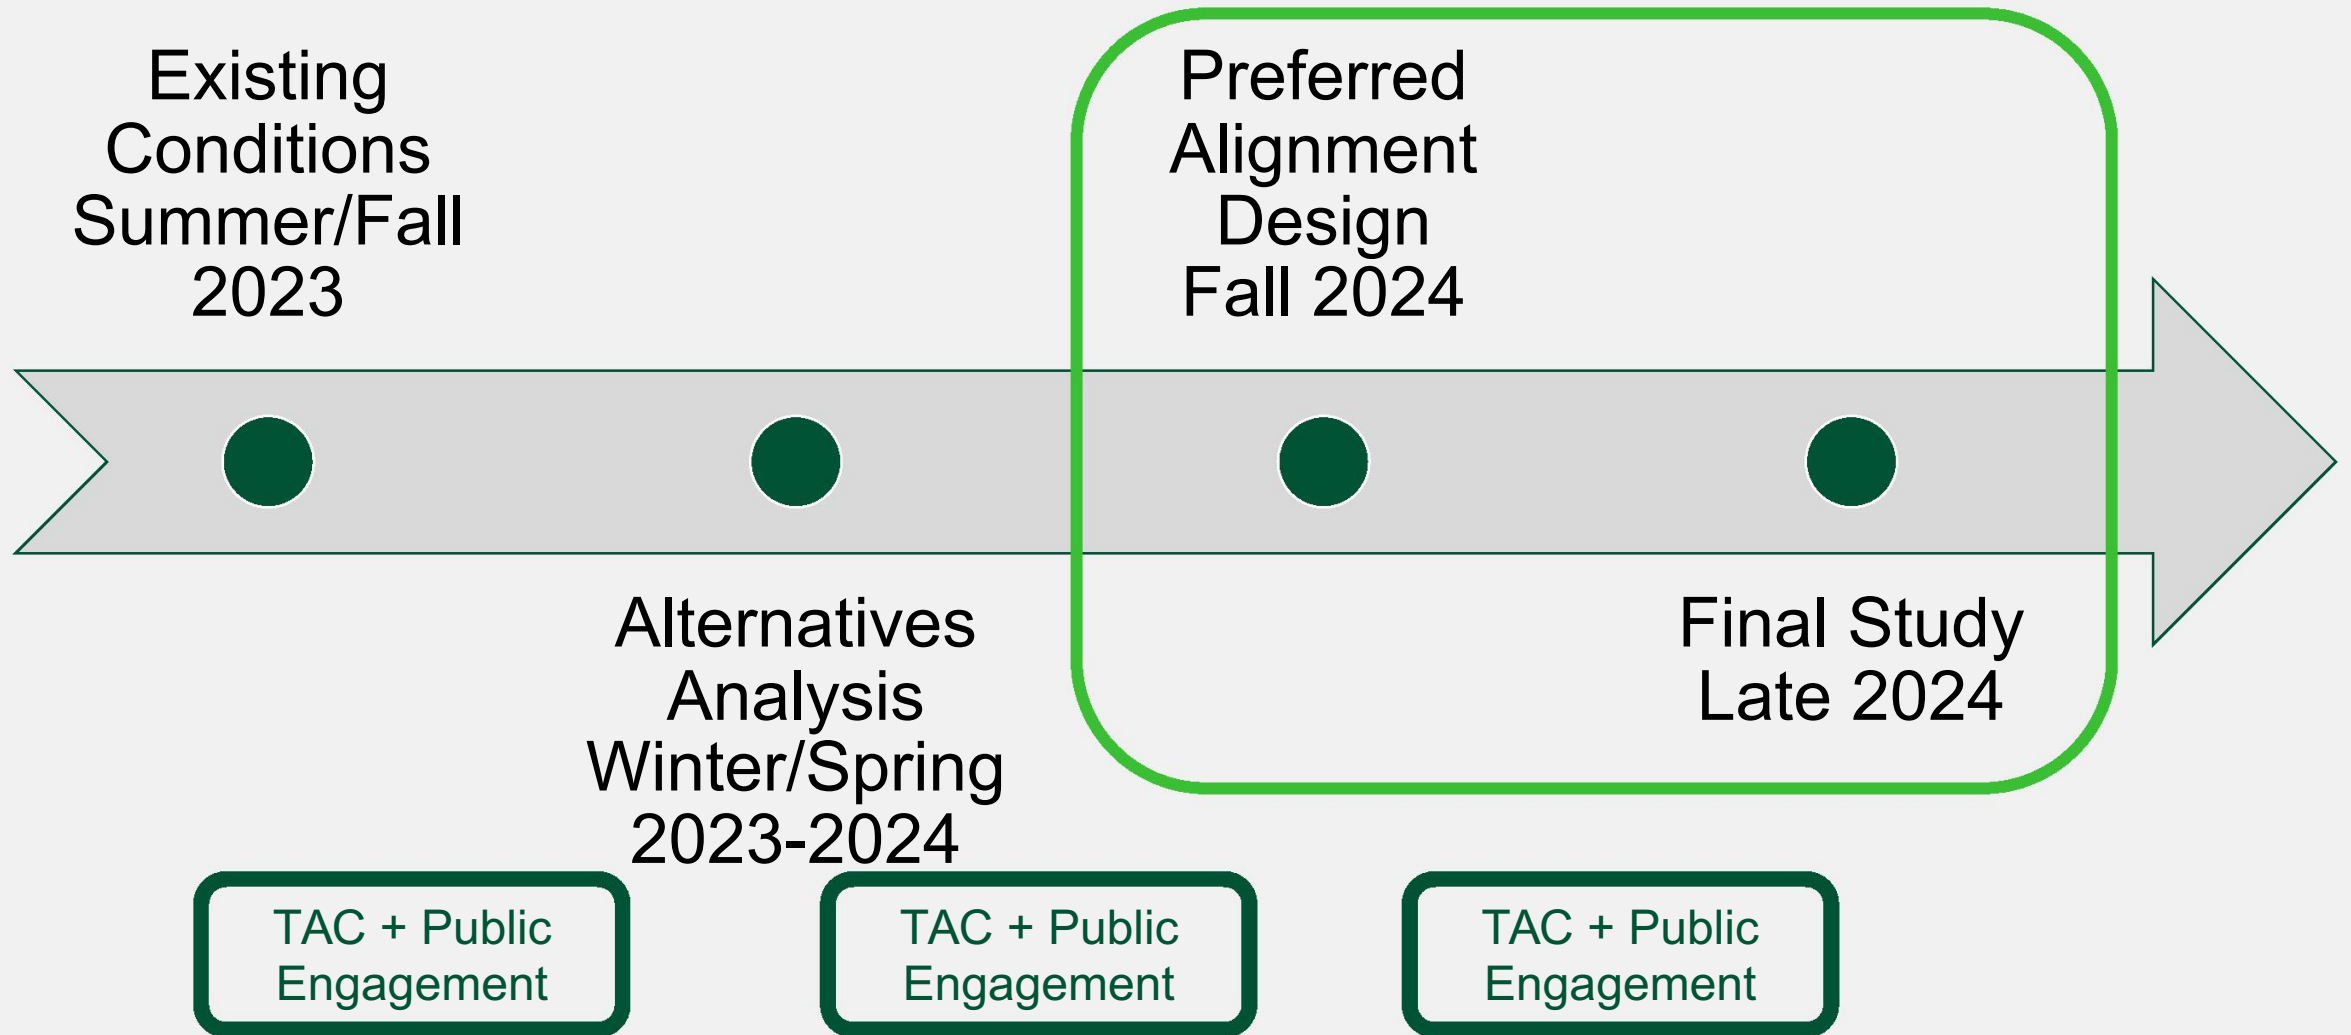 Existing
Conditions
Summer/Fall
2023
Alternatives
Analysis
Winter/Spring
2023-2024
Preferred
Alignment
Design
Fall 2024
Final Study
Late 2024
TAC + Public
Engagement
TAC + Public
Engagement
TAC + Public
Engagement